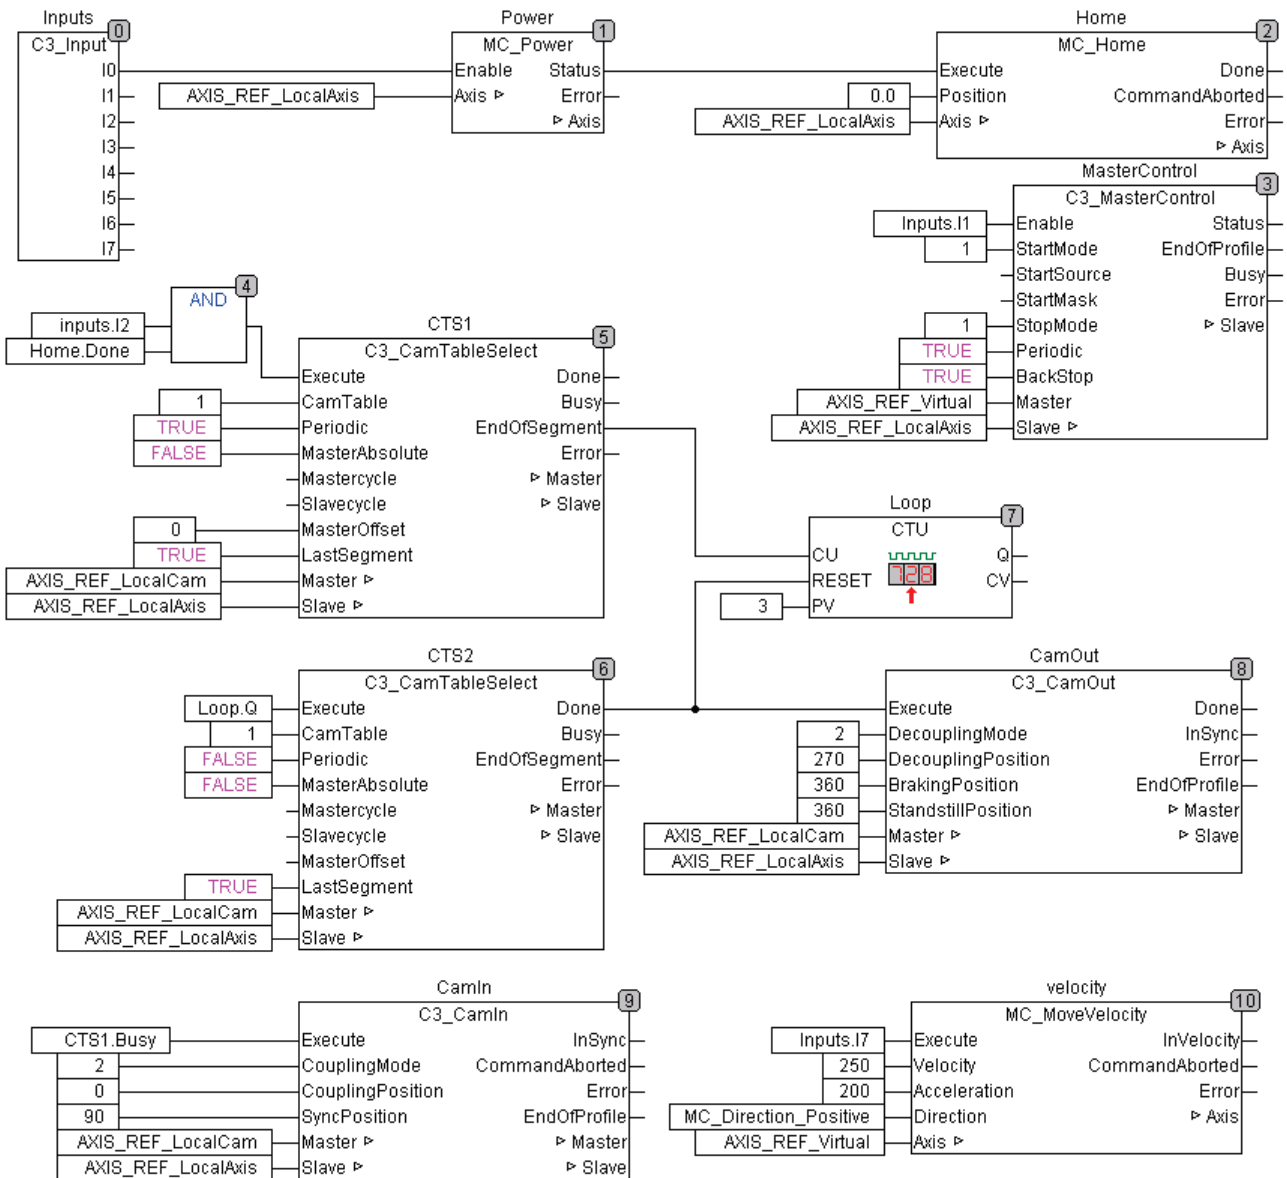 Inputs
0
C3_Input
I0
I1
I2
I3
I4
I5
I6
I7
Power
1
MC_Power
Enable Status
AXIS_REF_LocalAxis Axis Error
Axis
Home
2
MC_Home
Execute Done
0.0 Position CommandAborted
AXIS_REF_LocalAxis Axis Error
Axis
MasterControl
3
C3_MasterControl
Inputs.I1 Enable Status
1 StartMode EndOfProfile
StartSource Busy
StartMask Error
1 StopMode Slave
TRUE Periodic
TRUE BackStop
AXIS_REF_Virtual Master
AXIS_REF_LocalAxis Slave
4
AND
inputs.I2
Home.Done
CTS1
5
C3_CamTableSelect
Execute Done
1 CamTable Busy
TRUE Periodic EndOfSegment
FALSE MasterAbsolute Error
Mastercycle Master
Slavecycle Slave
0 MasterOffset
TRUE LastSegment
AXIS_REF_LocalCam Master
AXIS_REF_LocalAxis Slave
Loop
7
CTU
CU Q
728
RESET CV
3 PV
CTS2
6
C3_CamTableSelect
Loop.Q Execute Done
1 CamTable Busy
FALSE Periodic EndOfSegment
FALSE MasterAbsolute Error
Mastercycle Master
Slavecycle Slave
MasterOffset
TRUE LastSegment
AXIS_REF_LocalCam Master
AXIS_REF_LocalAxis Slave
CamOut
8
C3_CamOut
Execute Done
2 DecouplingMode InSync
270 DecouplingPosition Error
360 BrakingPosition EndOfProfile
360 StandstillPosition Master
AXIS_REF_LocalCam Master Slave
AXIS_REF_LocalAxis Slave
CamIn
9
C3_CamIn
CTS1.Busy Execute InSync
2 CouplingMode CommandAborted
0 CouplingPosition Error
90 SyncPosition EndOfProfile
AXIS_REF_LocalCam Master Master
AXIS_REF_LocalAxis Slave Slave
velocity
10
MC_MoveVelocity
Inputs.I7 Execute InVelocity
250 Velocity CommandAborted
200 Acceleration Error
MC_Direction_Positive Direction Axis
AXIS_REF_Virtual Axis